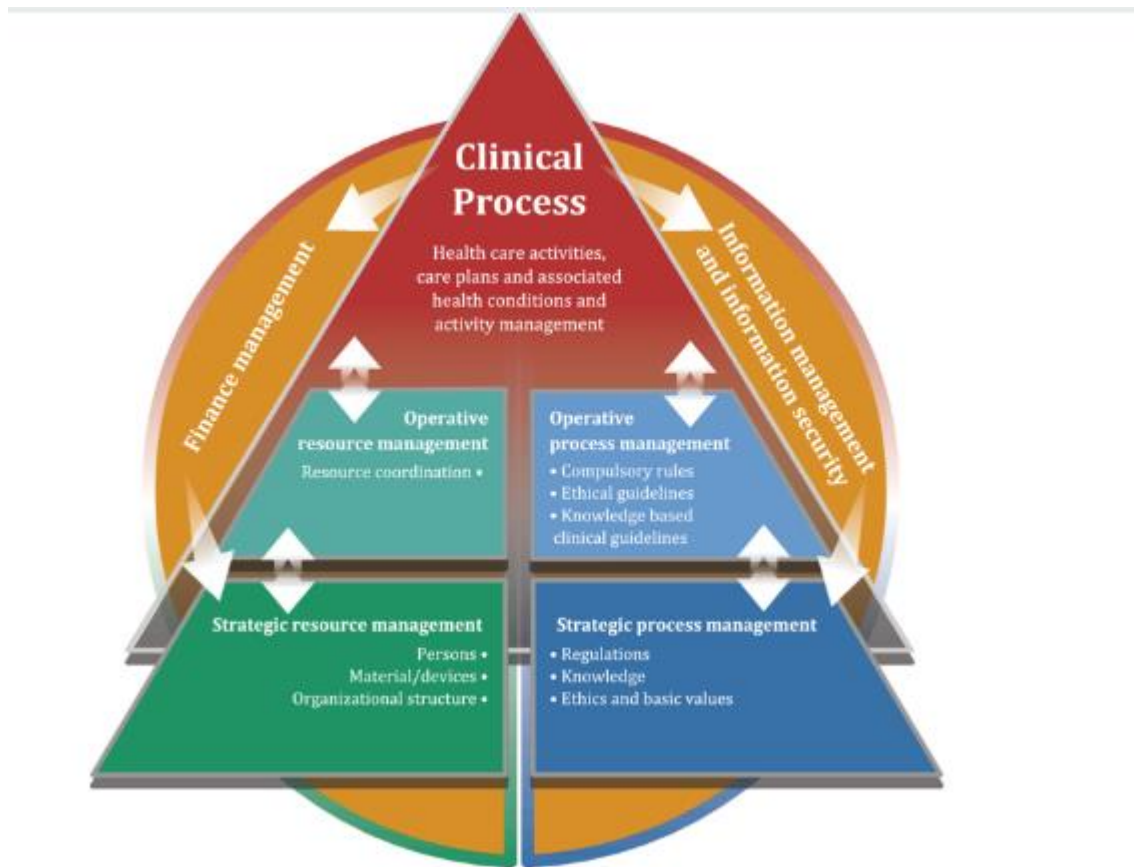 Clinical
Process
Health care activities,
care plans and associated
health conditions and
activity management
Finance management
Information management
and information security
Operative
resource management
Resource coordination •
Operative
process management
• Compulsory rules
• Ethical guidelines
• Knowledge based
clinical guidelines
Strategic resource management
Persons •
Material/devices •
Organizational structure •
Strategic process management
• Regulations
• Knowledge
• Ethics and basic values